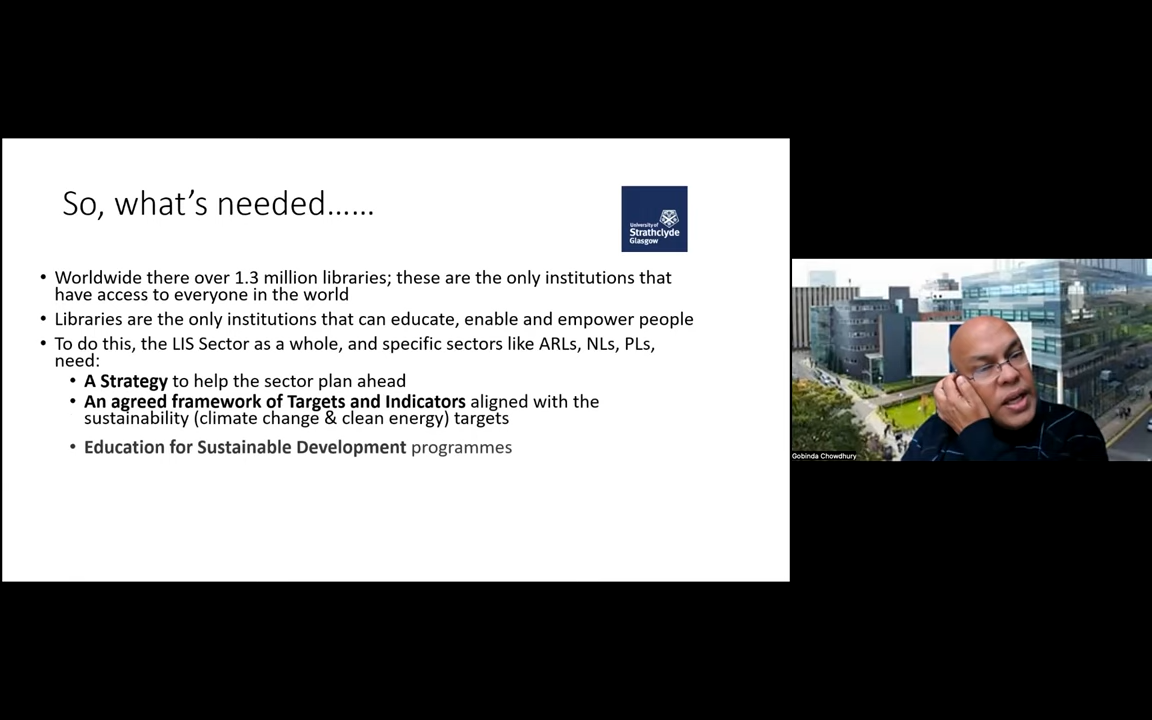 So, what's needed......
University of
Strathclyde
Glasgow
• Worldwide there over 1.3 million libraries; these are the only institutions that
have access to everyone in the world
• Libraries are the only institutions that can educate, enable and empower people
• To do this, the LIS Sector as a whole, and specific sectors like ARLs, NLs, PLs,
need:
• A Strategy to help the sector plan ahead
• An agreed framework of Targets and Indicators aligned with the
sustainability (climate change & clean energy) targets
• Education for Sustainable Development programmes
Gobinda Chowdhury